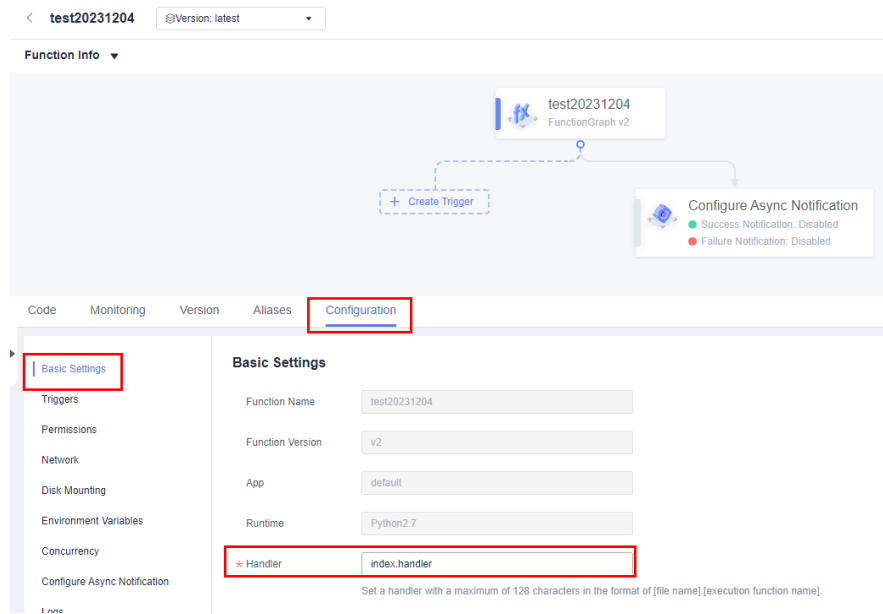 test20231204
Version: latest
Function Info
test20231204
FunctionGraph v2
+ Create Trigger
Configure Async Notification
Success Notification: Disabled
Failure Notification: Disabled
Code Monitoring Version Aliases Configuration
Basic Settings
Triggers
Permissions
Network
Disk Mounting
Environment Variables
Concurrency
Configure Async Notification
Logs
Basic Settings
Function Name test20231204
Function Version v2
App default
Runtime Python2.7
* Handler index.handler
Set a handler with a maximum of 128 characters in the format of [file name].[execution function name].